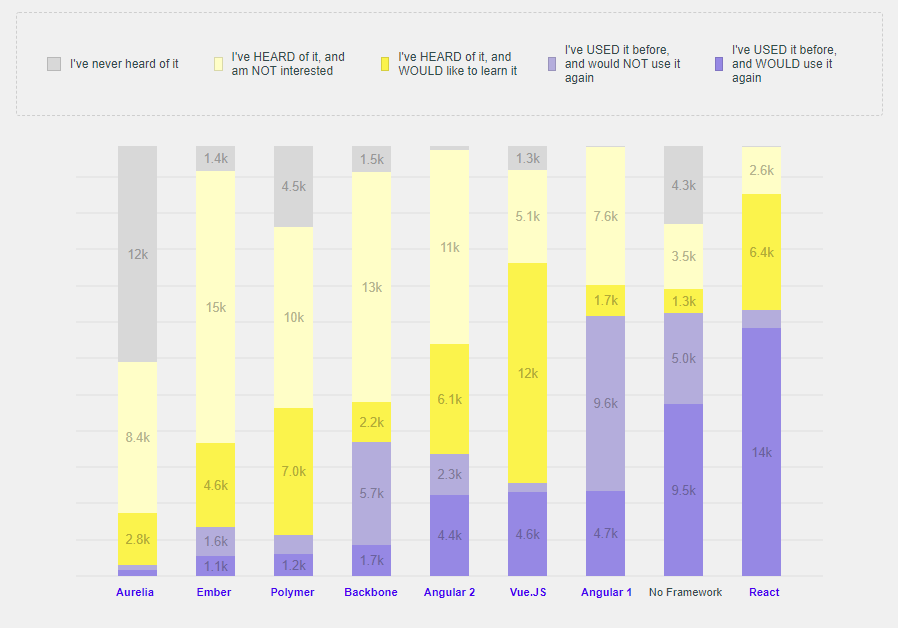 I've never heard of it
I've HEARD of it, and
am NOT interested
I've HEARD of it, and
WOULD like to learn it
I've USED it before,
and would NOT use it
again
I've USED it before,
and WOULD use it
again
12k
8.4k
2.8k
1.4k
15k
4.6k
1.6k
1.1k
4.5k
10k
7.0k
1.2k
1.5k
13k
2.2k
5.7k
1.7k
11k
6.1k
2.3k
4.4k
1.3k
5.1k
12k
4.6k
7.6k
1.7k
9.6k
4.7k
4.3k
3.5k
1.3k
5.0k
9.5k
2.6k
6.4k
14k
Aurelia
Ember
Polymer
Backbone
Angular 2
Vue.JS
Angular 1
No Framework
React